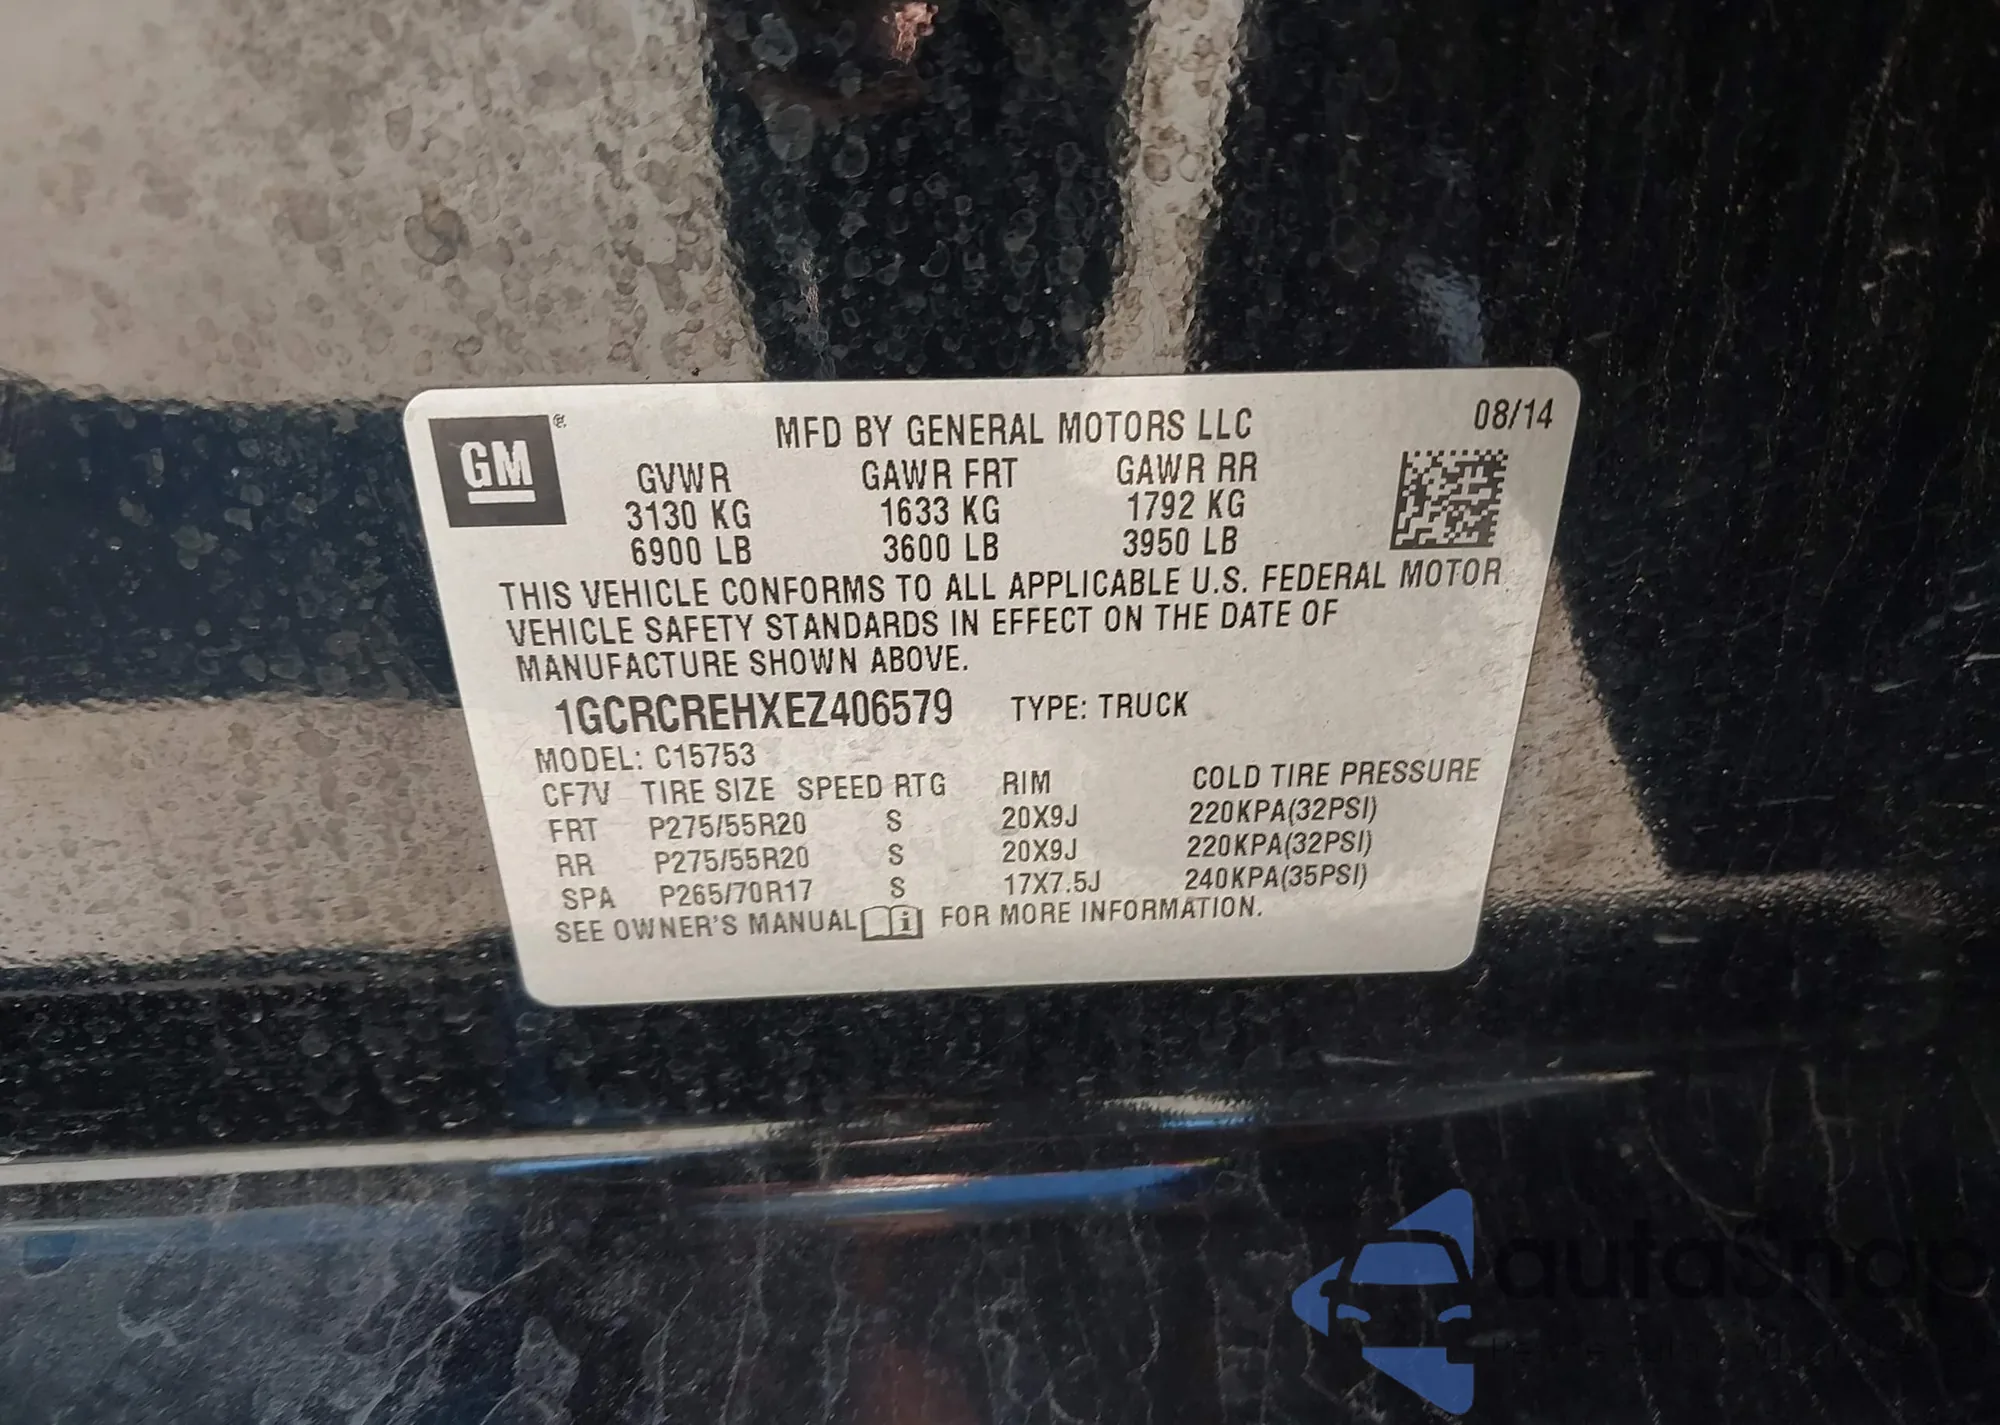 GM ®
MFD BY GENERAL MOTORS LLC 08/14
GVWR GAWR FRT GAWR RR
3130 KG 1633 KG 1792 KG
6900 LB 3600 LB 3950 LB
THIS VEHICLE CONFORMS TO ALL APPLICABLE U.S. FEDERAL MOTOR
VEHICLE SAFETY STANDARDS IN EFFECT ON THE DATE OF
MANUFACTURE SHOWN ABOVE.
1GCRCREHXEZ406579 TYPE: TRUCK
MODEL: C15753
CF7V TIRE SIZE SPEED RTG RIM COLD TIRE PRESSURE
FRT P275/55R20 S 20X9J 220KPA(32PSI)
RR P275/55R20 S 20X9J 220KPA(32PSI)
SPA P265/70R17 S 17X7.5J 240KPA(35PSI)
SEE OWNER'S MANUAL i FOR MORE INFORMATION.
autasnap